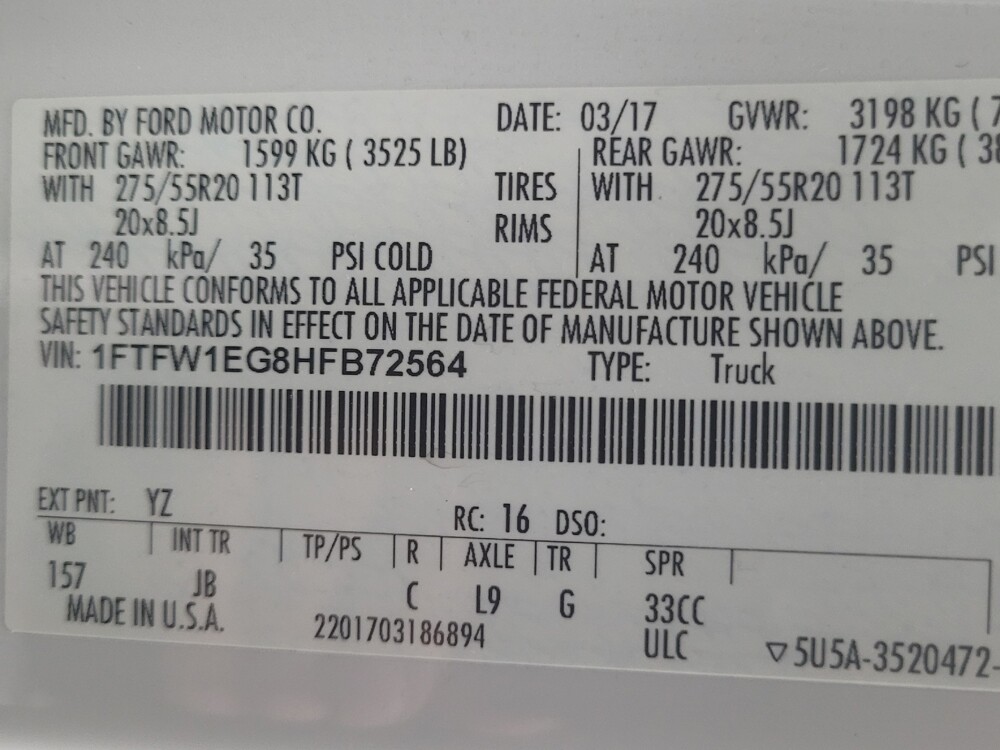 MFD. BY FORD MOTOR CO. DATE: 03/17 GVWR: 3198 KG ( 7
FRONT GAWR: 1599 KG ( 3525 LB) REAR GAWR: 1724 KG ( 38
WITH 275/55R20 113T TIRES WITH 275/55R20 113T
20x8.5J RIMS 20x8.5J
AT 240 kPa/ 35 PSI COLD AT 240 kPa/ 35 PSI
THIS VEHICLE CONFORMS TO ALL APPLICABLE FEDERAL MOTOR VEHICLE
SAFETY STANDARDS IN EFFECT ON THE DATE OF MANUFACTURE SHOWN ABOVE.
VIN: 1FTFW1EG8HFB72564 TYPE: Truck
EXT PNT: YZ RC: 16 DSO:
WB INT TR TP/PS R AXLE TR SPR
157 JB C L9 G 33CC
MADE IN U.S.A. 2201703186894 ULC ▽5U5A-3520472-